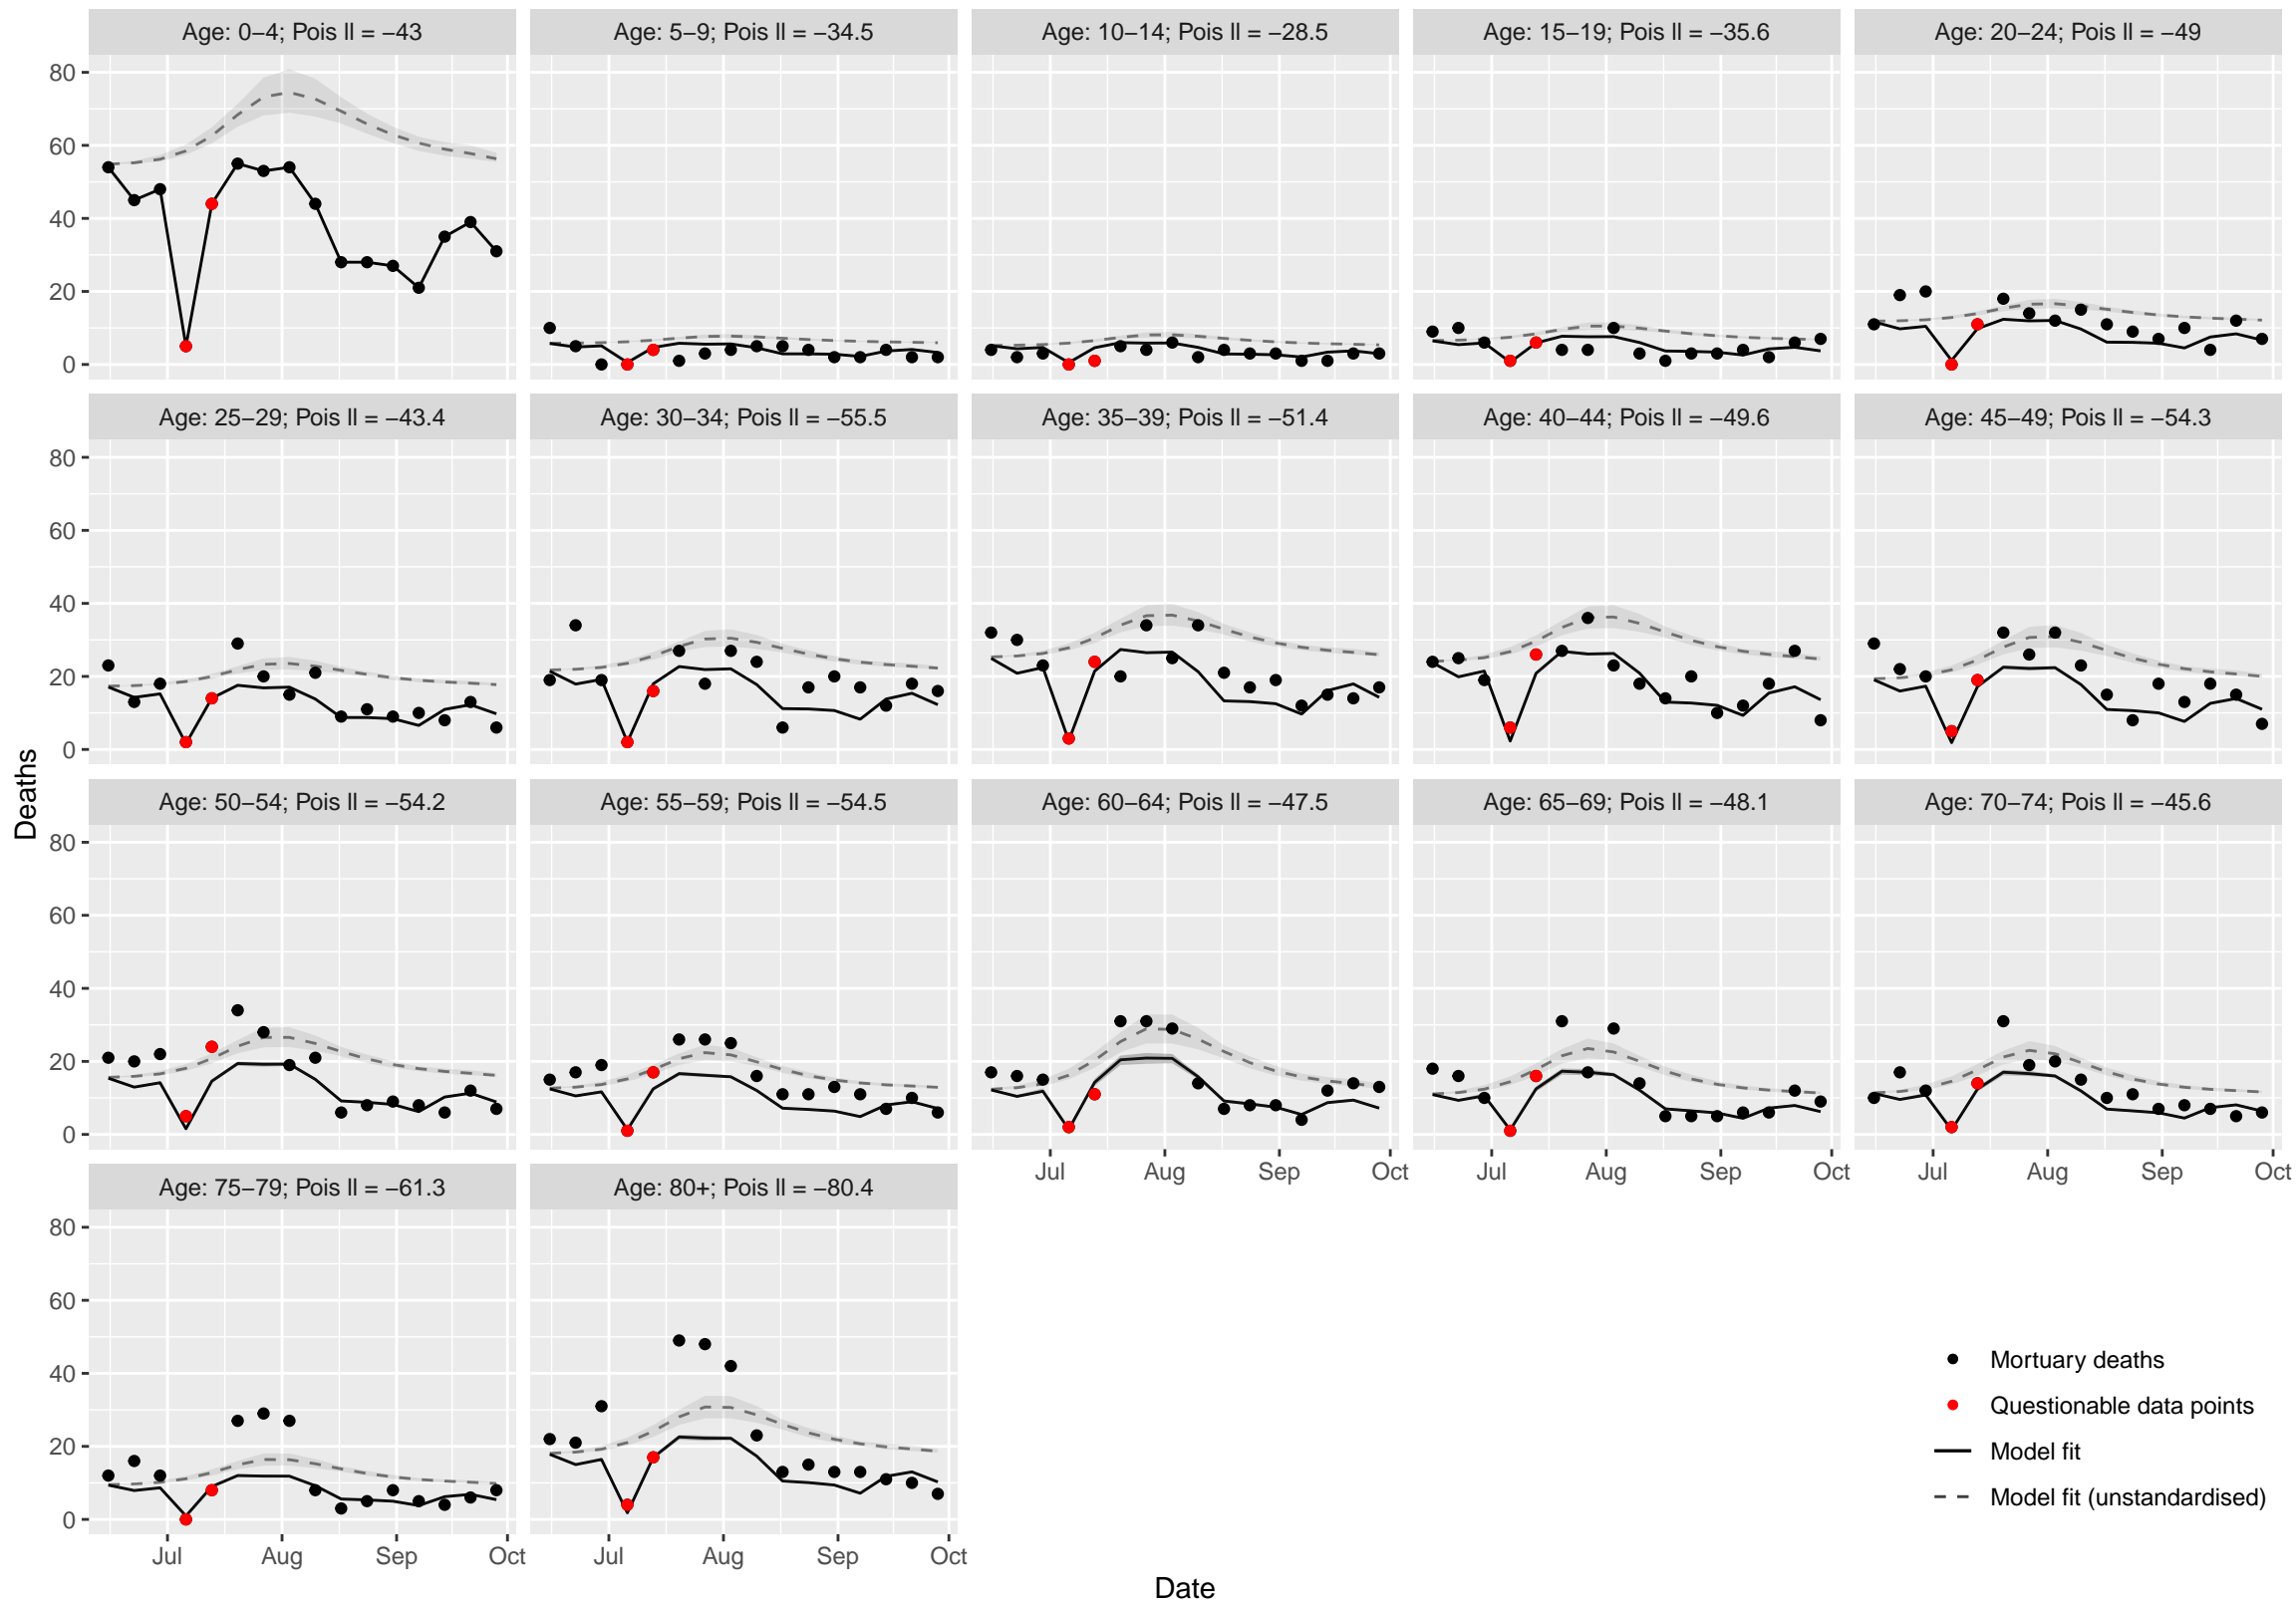 Age: 0−4; Pois ll = −43
Age: 5−9; Pois ll = −34.5
Age: 10−14; Pois ll = −28.5
Age: 15−19; Pois ll = −35.6
Age: 20−24; Pois ll = −49
80
60
40
20
0
Age: 25−29; Pois ll = −43.4
Age: 30−34; Pois ll = −55.5
Age: 35−39; Pois ll = −51.4
Age: 40−44; Pois ll = −49.6
Age: 45−49; Pois ll = −54.3
80
60
40
20
0
Deaths
Age: 50−54; Pois ll = −54.2
Age: 55−59; Pois ll = −54.5
Age: 60−64; Pois ll = −47.5
Age: 65−69; Pois ll = −48.1
Age: 70−74; Pois ll = −45.6
80
60
40
20
0
Jul Aug Sep Oct
Jul Aug Sep Oct
Jul Aug Sep Oct
Age: 75−79; Pois ll = −61.3
Age: 80+; Pois ll = −80.4
80
60
40
20
0
Jul Aug Sep Oct
Jul Aug Sep Oct
Date
Mortuary deaths
Questionable data points
Model fit
Model fit (unstandardised)